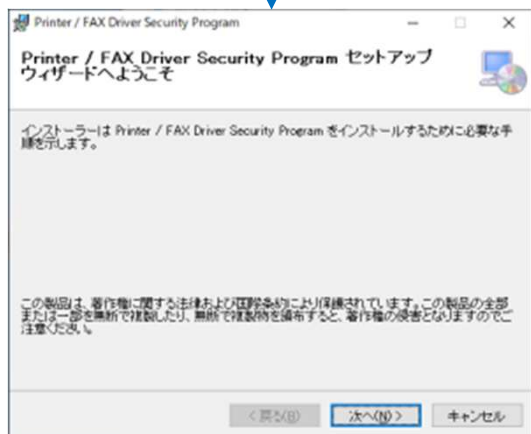 Printer / FAX Driver Security Program
Printer / FAX Driver Security Program セットアップ
ウィザードへようこそ
インストーラーは Printer / FAX Driver Security Program をインストールするために必要な手
順を示します。
この製品は、著作権に関する法律および国際条約により保護されています。この製品の全部
または一部を無断で複製したり、無断で複製物を頒布すると、著作権の侵害となりますのでご
注意ください。
< 戻る(B)
次へ(N) >
キャンセル